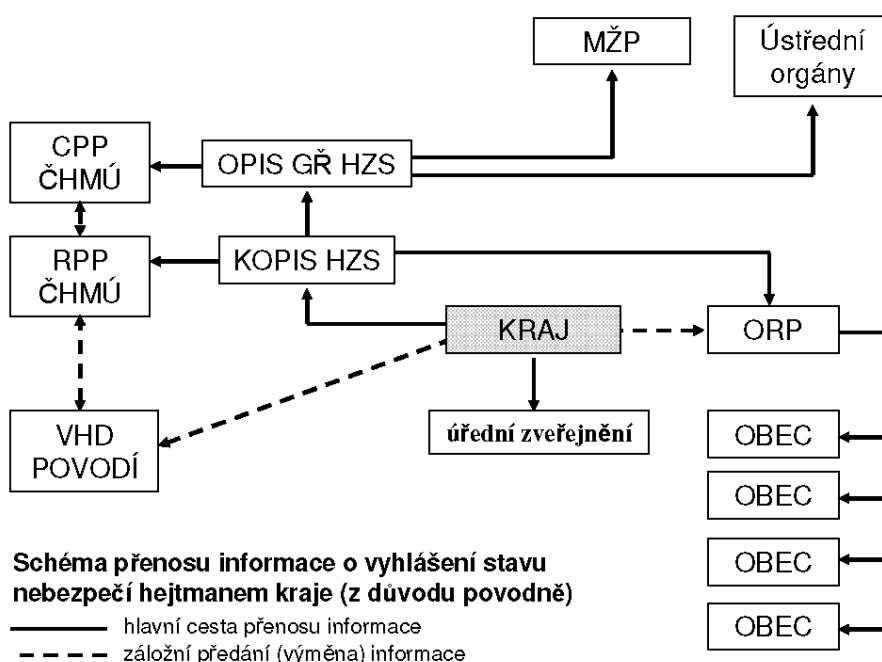 MŽP
Ústřední
orgány
CPP
ČHMÚ
OPIS GŘ HZS
RPP
ČHMÚ
KOPIS HZS
KRAJ
ORP
VHD
POVODÍ
úřední zveřejnění
OBEC
OBEC
OBEC
OBEC
Schéma přenosu informace o vyhlášení stavu
nebezpečí hejtmanem kraje (z důvodu povodně)
hlavní cesta přenosu informace
záložní předání (výměna) informace